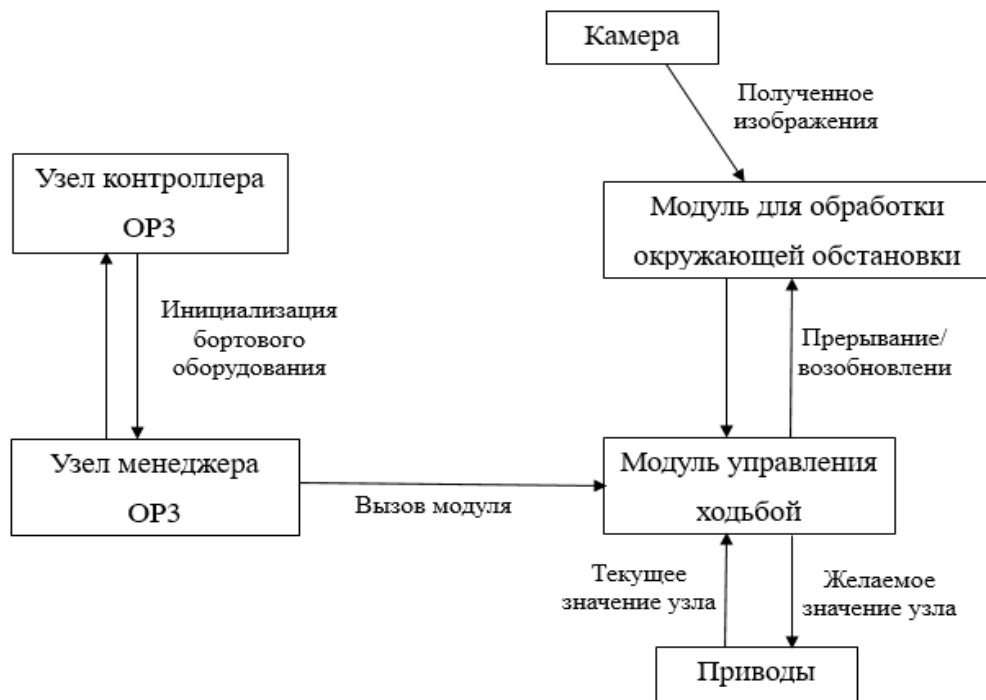 Камера
Полученное
изображения
Узел контроллера
ОР3
Модуль для обработки
окружающей обстановки
Инициализация
бортового
оборудования
Прерывание/
возобновлени
Узел менеджера
ОР3
Вызов модуля
Модуль управления
ходьбой
Текущее
значение узла
Желаемое
значение узла
Приводы